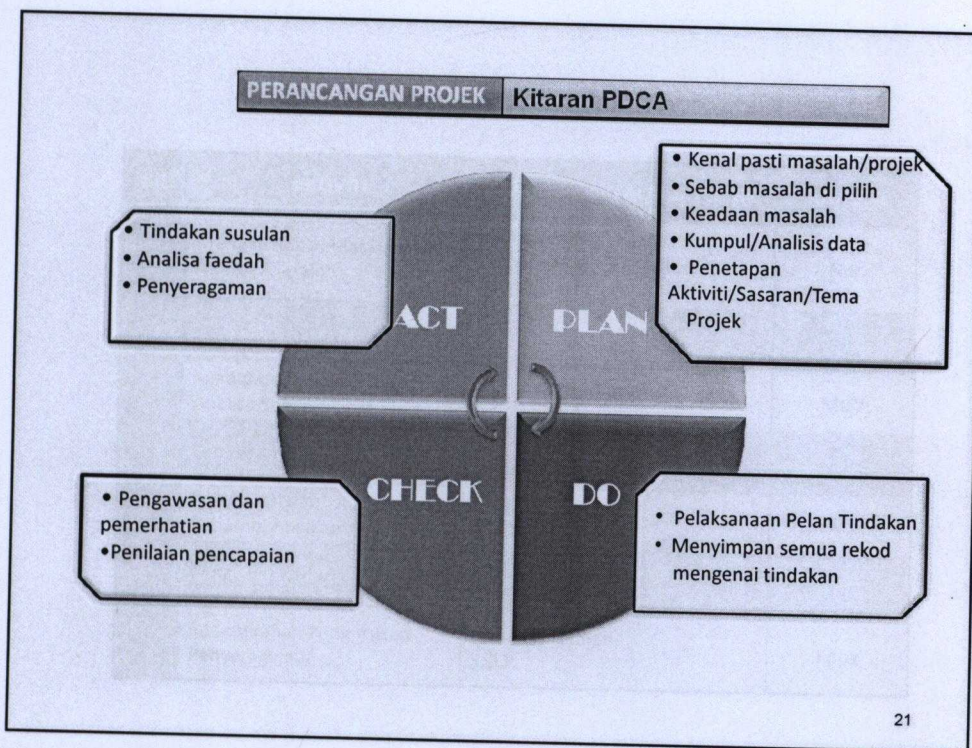 PERANCANGAN PROJEK Kitaran PDCA
• Kenal pasti masalah/projek
• Sebab masalah di pilih
• Keadaan masalah
• Kumpul/Analisis data
• Penetapan
Aktiviti/Sasaran/Tema
Projek
• Tindakan susulan
• Analisa faedah
• Penyeragaman
ACT
PLAN
CHECK
DO
• Pengawasan dan
pemerhatian
•Penilaian pencapaian
• Pelaksanaan Pelan Tindakan
• Menyimpan semua rekod
mengenai tindakan
21